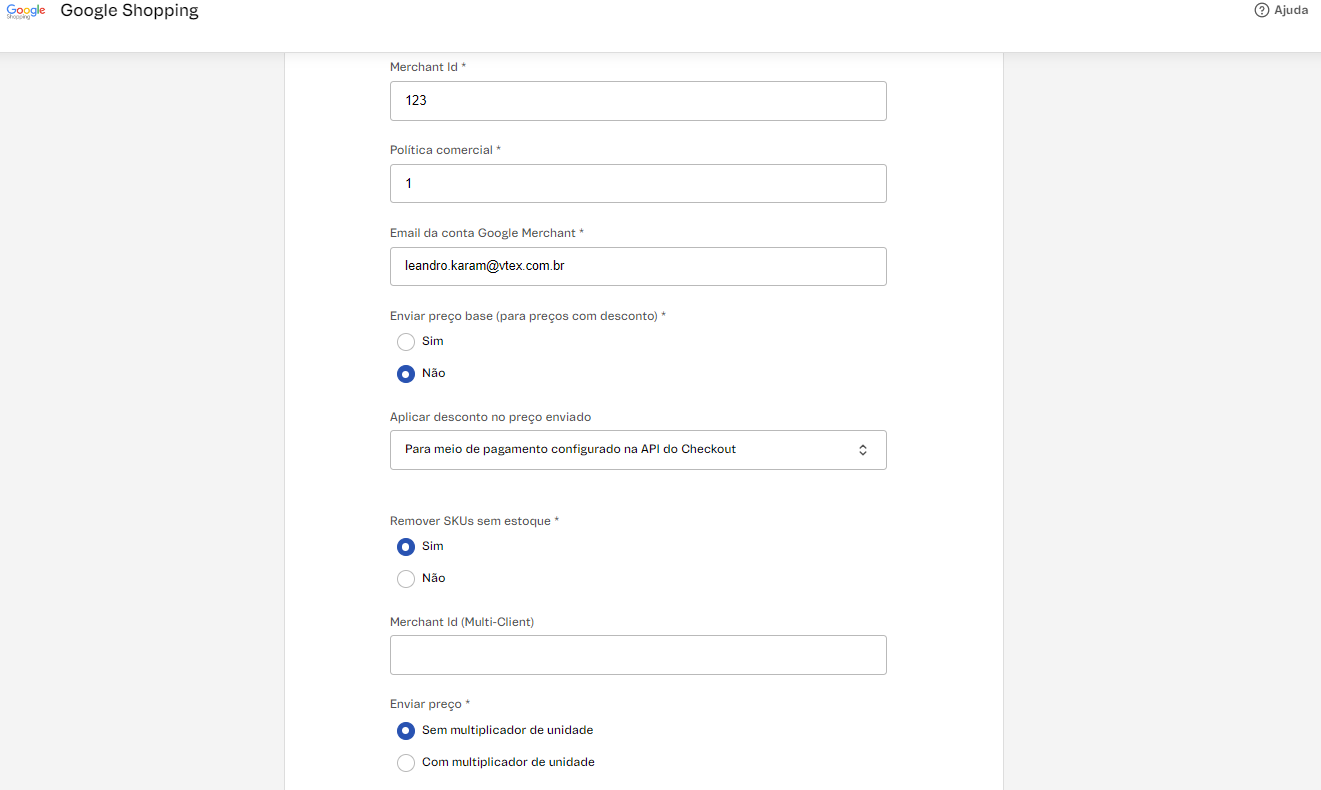 Google
Shopping
Google Shopping
Ajuda
Merchant Id *
123
Política comercial *
1
Email da conta Google Merchant *
leandro.karam@vtex.com.br
Enviar preço base (para preços com desconto) *
Sim
Não
Aplicar desconto no preço enviado
Para meio de pagamento configurado na API do Checkout
Remover SKUs sem estoque *
Sim
Não
Merchant Id (Multi-Client)
Enviar preço *
Sem multiplicador de unidade
Com multiplicador de unidade